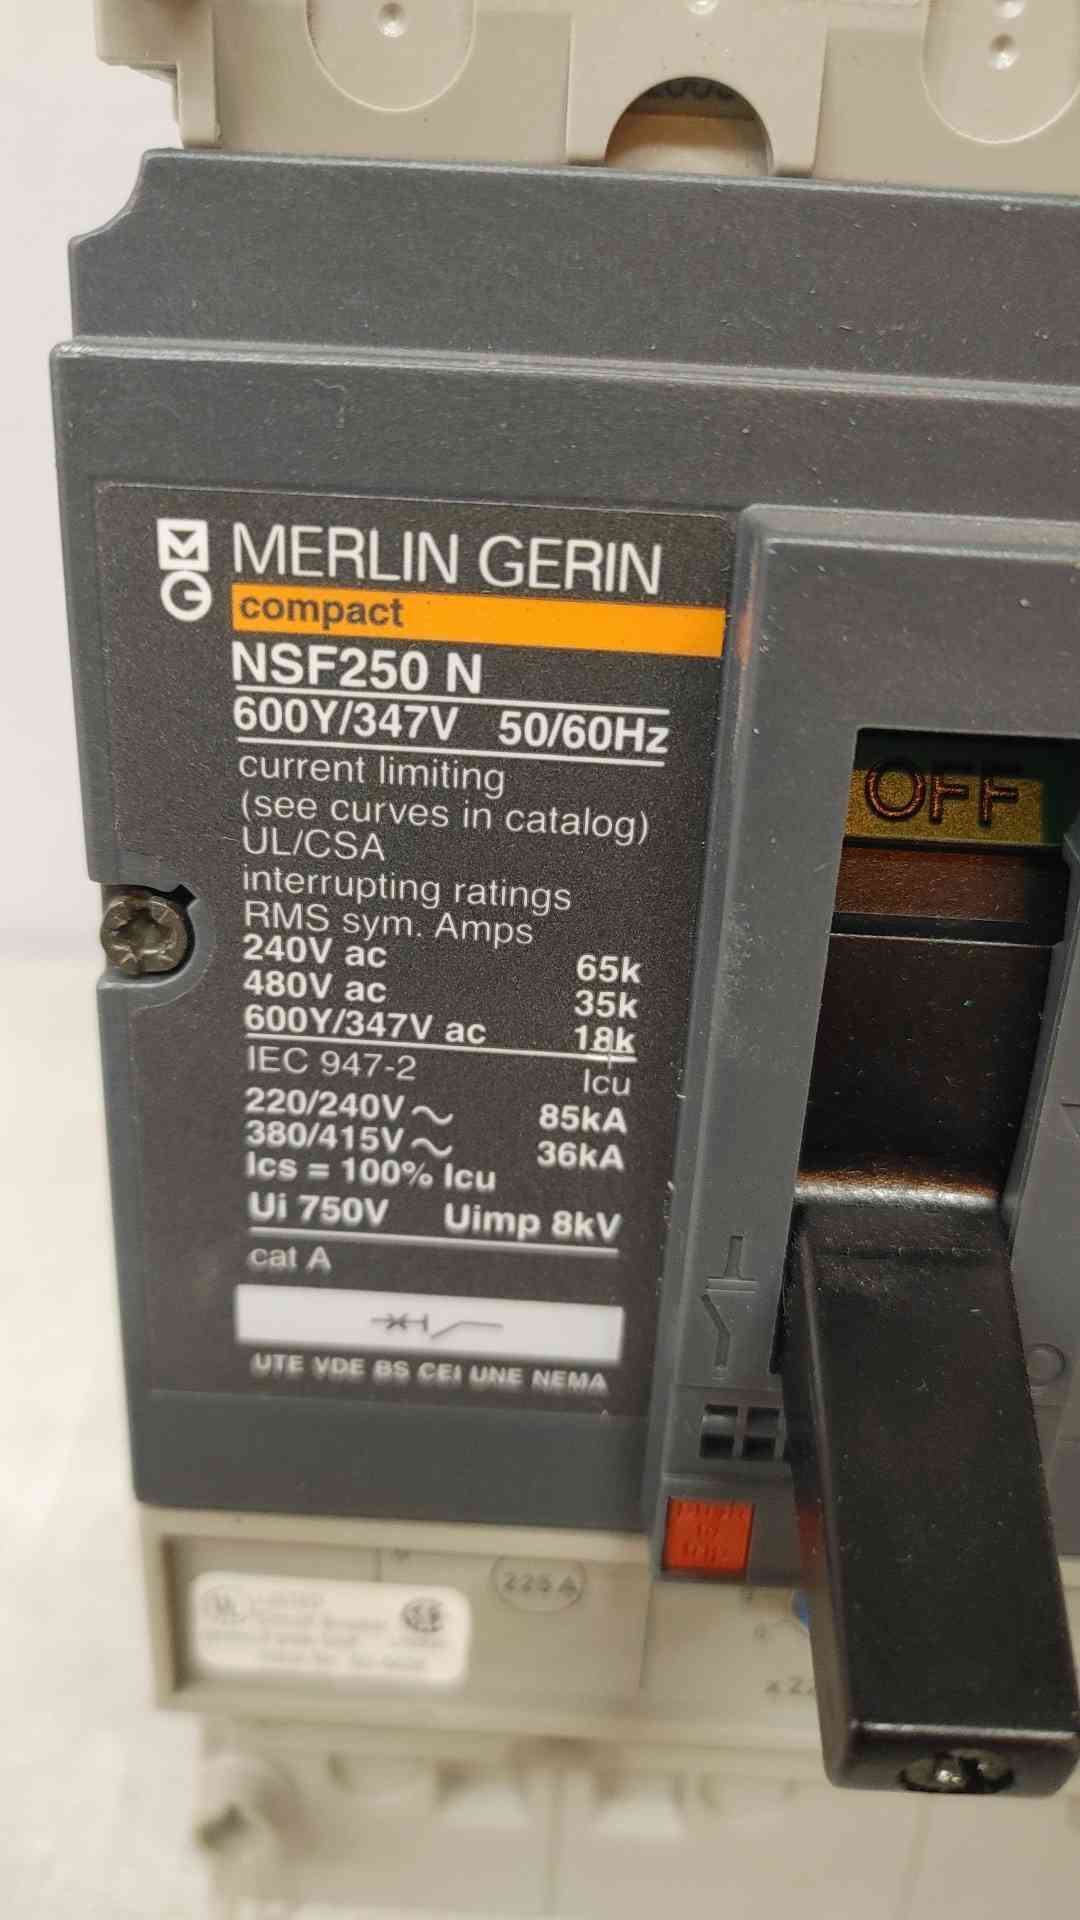 MERLIN GERIN
compact
NSF250 N
600Y/347V 50/60Hz
current limiting
(see curves in catalog)
UL/CSA
interrupting ratings
RMS sym. Amps
240V ac 65k
480V ac 35k
600Y/347V ac 18k
IEC 947-2 Icu
220/240V ~ 85kA
380/415V ~ 36kA
Ics = 100% Icu
Ui 750V Uimp 8kV
cat A
UTE VDE BS CEI UNE NEMA
OFF
225A